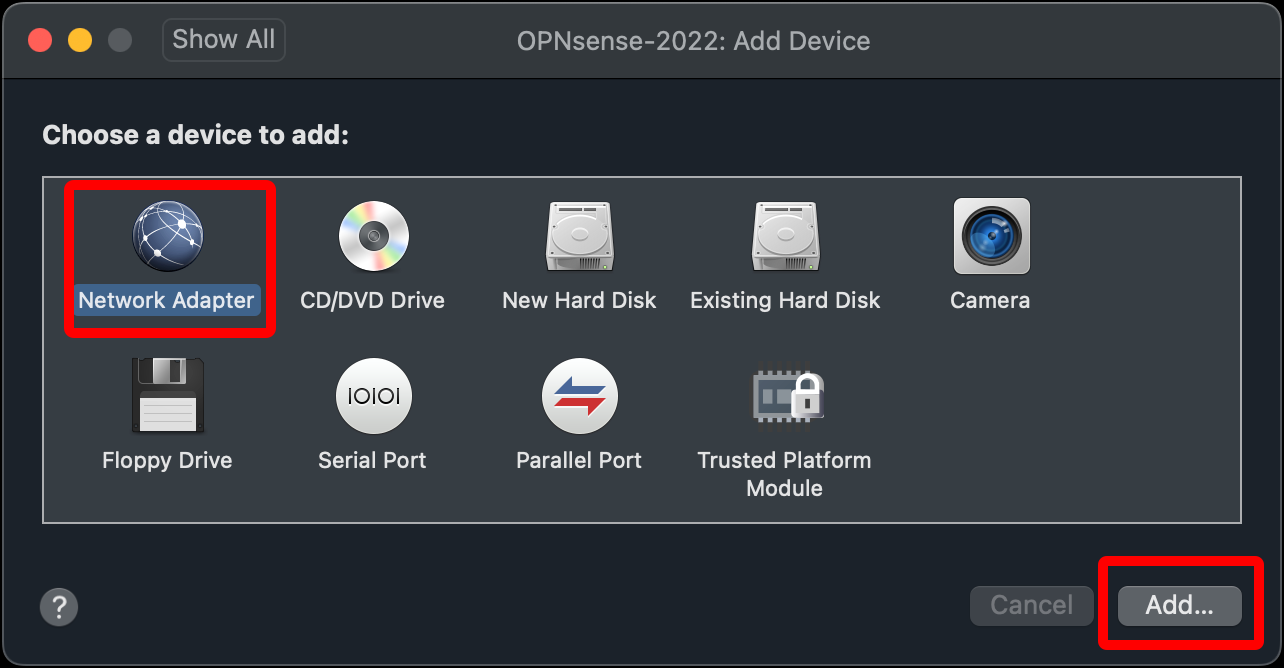 Show All
OPNsense-2022: Add Device
Choose a device to add:
Network Adapter
CD/DVD Drive
New Hard Disk
Existing Hard Disk
Camera
Floppy Drive
IOIOI
Serial Port
Parallel Port
Trusted Platform
Module
?
Cancel
Add...